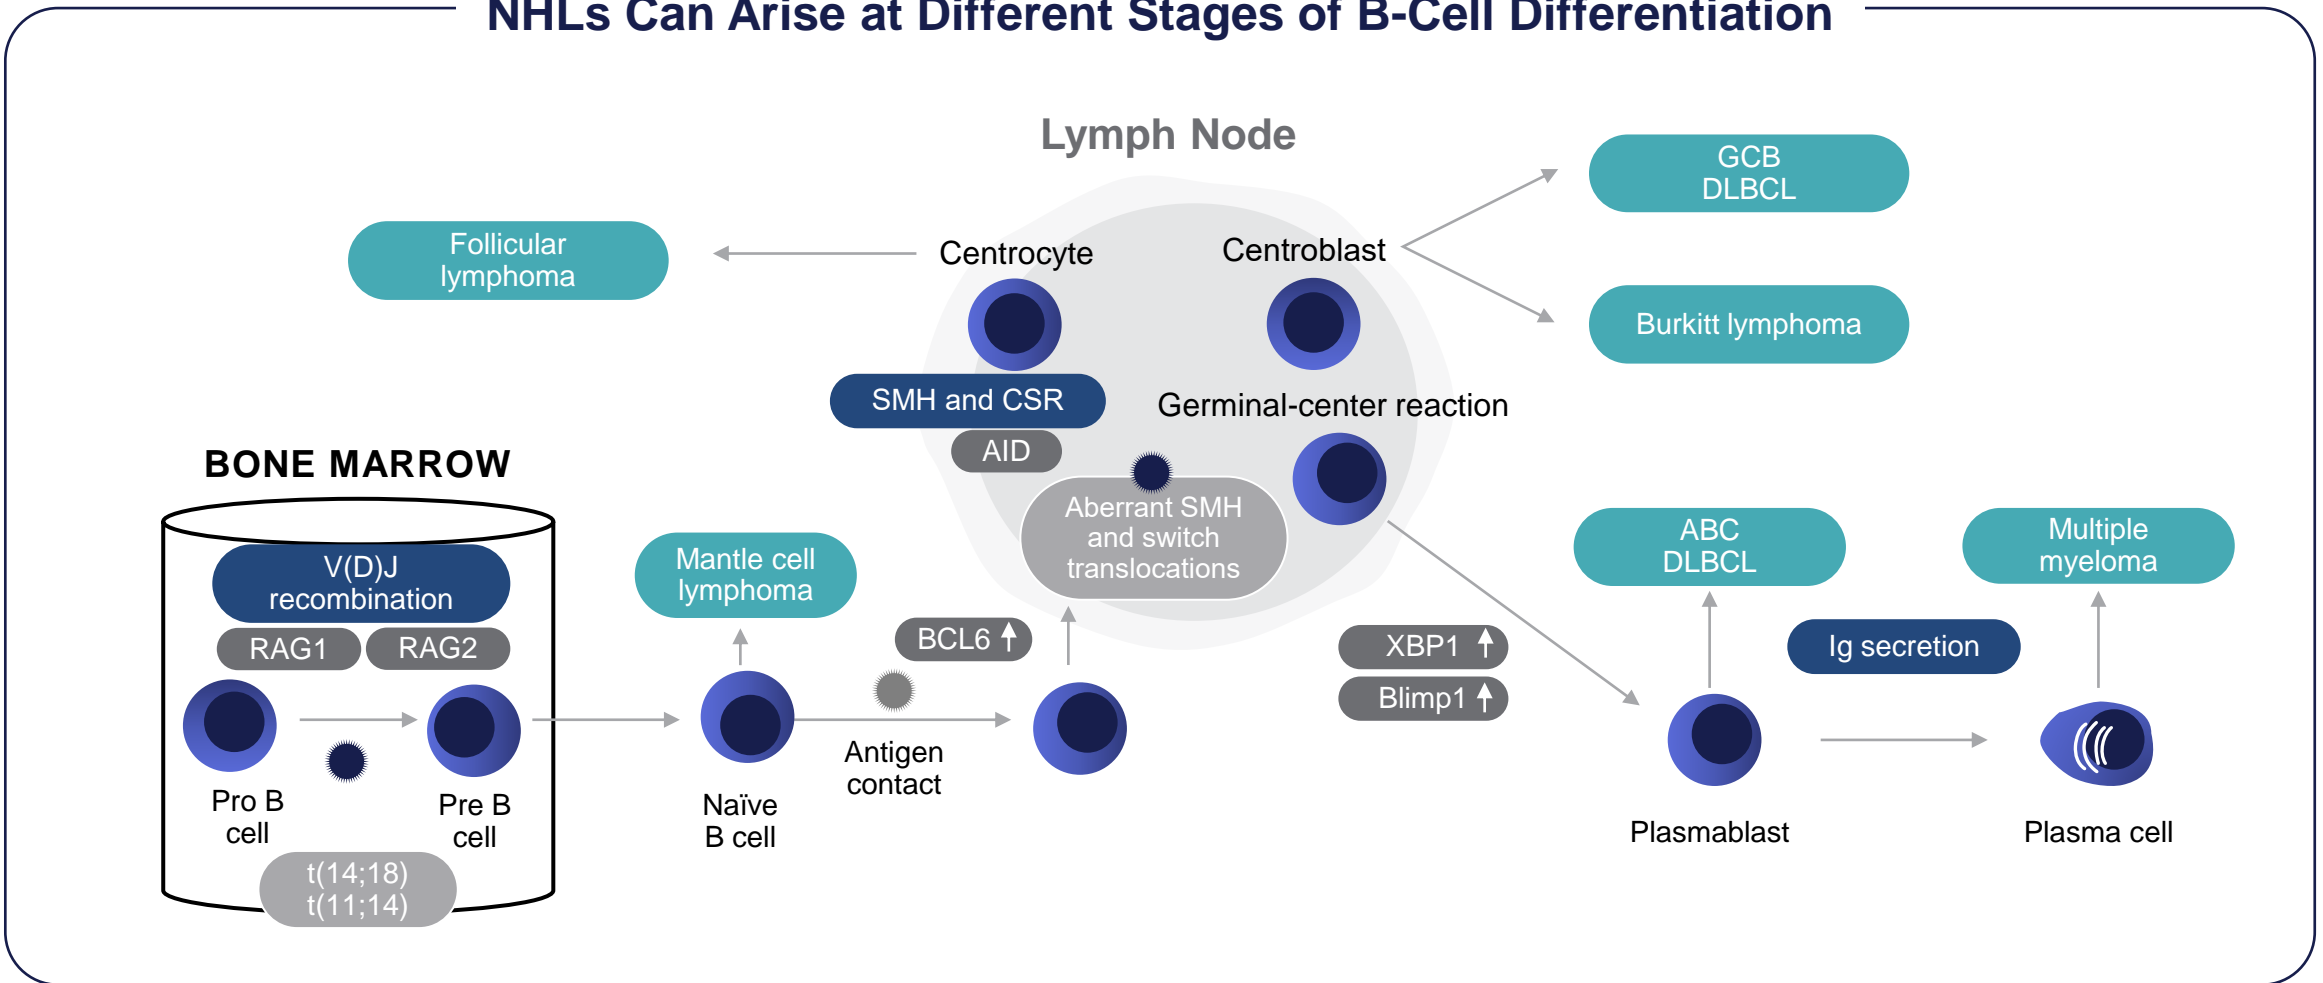 NHLs Can Arise at Different Stages of B-Cell Differentiation
Lymph Node
GCB
DLBCL
Follicular
lymphoma
Centrocyte
Centroblast
Burkitt lymphoma
SMH and CSR
AID
Germinal-center reaction
BONE MARROW
V(D)J
recombination
RAG1
RAG2
Pro B
cell
Pre B
cell
t(14;18)
t(11;14)
Mantle cell
lymphoma
Naïve
B cell
BCL6
Antigen
contact
Aberrant SMH
and switch
translocations
XBP1
Blimp1
ABC
DLBCL
Multiple
myeloma
Ig secretion
Plasmablast
Plasma cell